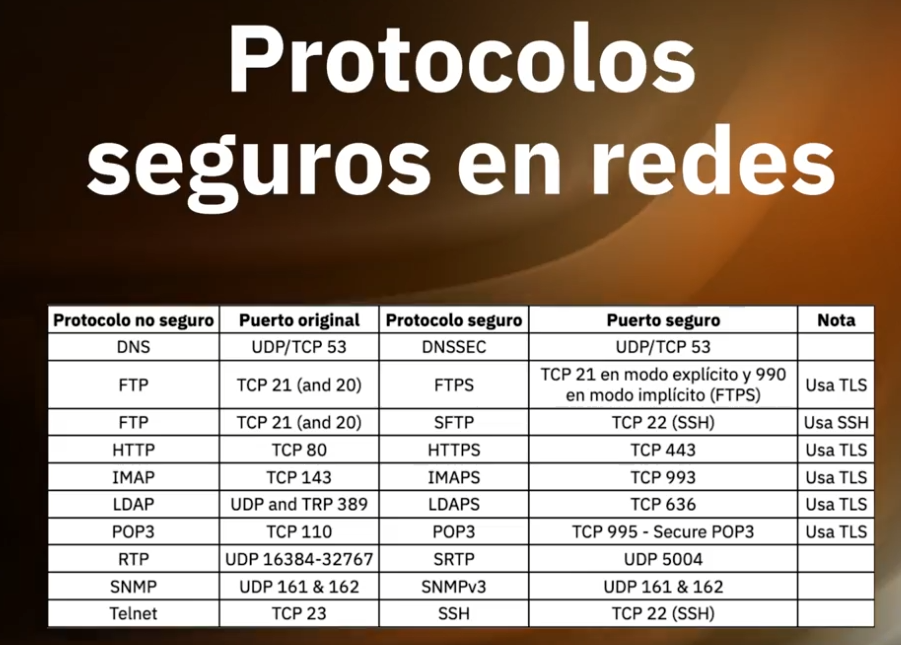 Protocolos
seguros en redes
Protocolo no seguro Puerto original Protocolo seguro Puerto seguro Nota
DNS UDP/TCP 53 DNSSEC UDP/TCP 53
FTP TCP 21 (and 20) FTPS TCP 21 en modo explícito y 990 en modo implícito (FTPS) Usa TLS
FTP TCP 21 (and 20) SFTP TCP 22 (SSH) Usa SSH
HTTP TCP 80 HTTPS TCP 443 Usa TLS
IMAP TCP 143 IMAPS TCP 993 Usa TLS
LDAP UDP and TRP 389 LDAPS TCP 636 Usa TLS
POP3 TCP 110 POP3 TCP 995 - Secure POP3 Usa TLS
RTP UDP 16384-32767 SRTP UDP 5004
SNMP UDP 161 & 162 SNMPv3 UDP 161 & 162
Telnet TCP 23 SSH TCP 22 (SSH)